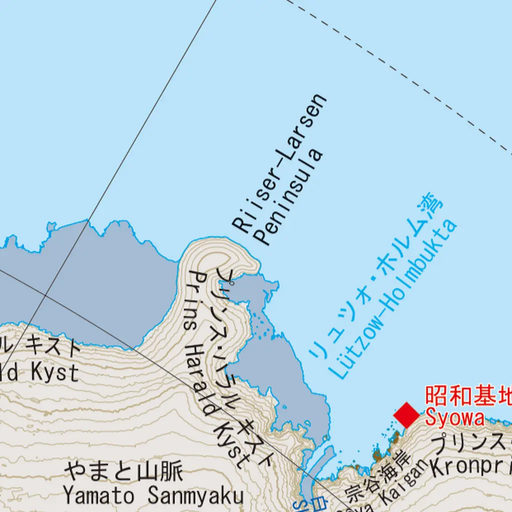 Riiser-Larsen
Peninsula
リュツォ・ホルム湾
Lützow-Holmbukta
プリンス・ハラル キスト
Prins Harald Kyst
ル キスト
ld Kyst
昭和基地
Syowa
プリンス
Kronpri
宗谷海岸
ya Kaigan
やまと山脈
Yamato Sanmyaku
白